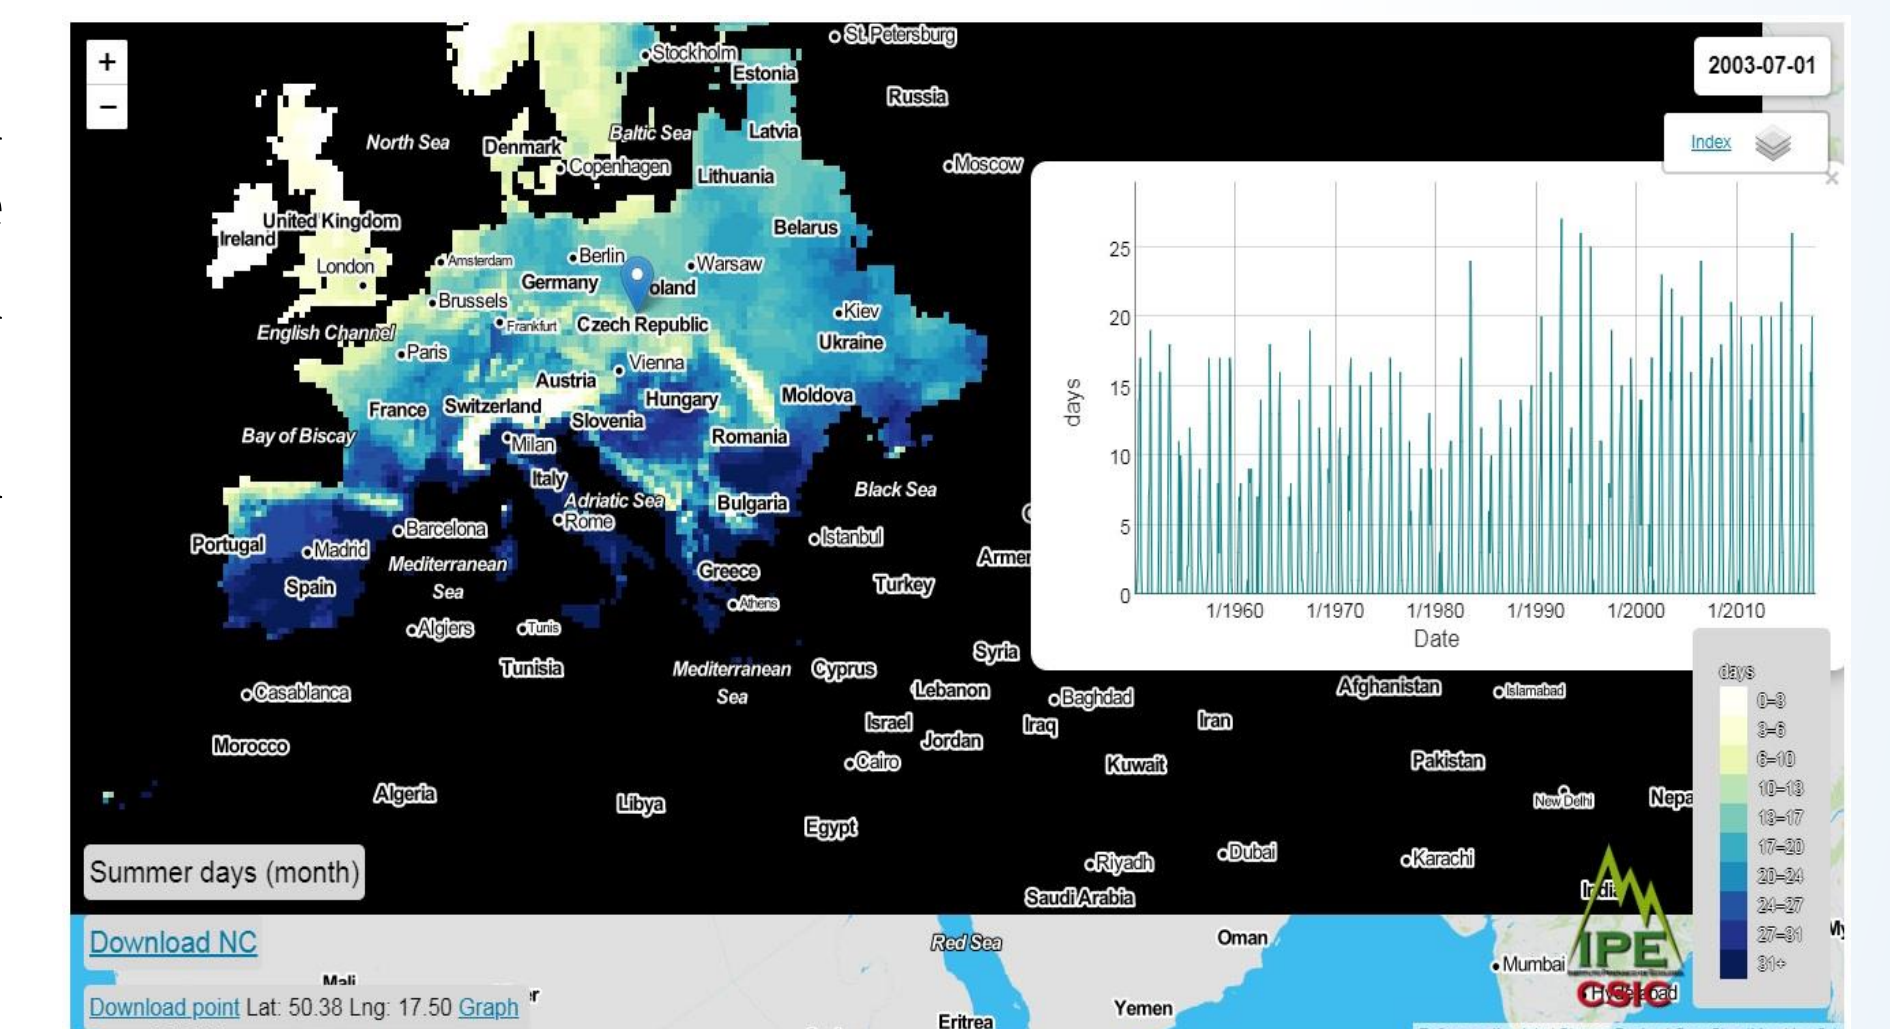 +
−
2003-07-01
Index
×
St. Petersburg
Stockholm
Estonia
Russia
North Sea
Denmark
Baltic Sea
Latvia
Copenhagen
Moscow
Lithuania
United Kingdom
Ireland
Belarus
London
Amsterdam
Berlin
Warsaw
Germany
oland
Brussels
Kiev
English Channel
Frankfurt
Czech Republic
Ukraine
Paris
Vienna
Austria
France
Switzerland
Hungary
Moldova
Slovenia
Bay of Biscay
Milan
Romania
Italy
Black Sea
Adriatic Sea
Bulgaria
Rome
Barcelona
Portugal
Madrid
Istanbul
Mediterranean
Sea
Armer
Greece
Spain
Turkey
Athens
Algiers
Tunis
Tunisia
Mediterranean
Sea
Cyprus
Syria
Casablanca
Lebanon
Baghdad
Afghanistan
Islamabad
Israel
Iraq
Iran
Jordan
Morocco
Cairo
Kuwait
Pakistan
Algeria
Libya
New Delhi
Nepa
Egypt
Riyadh
Dubai
Karachi
Saudi Arabia
India
days
25
20
15
10
5
0
1/1960
1/1970
1/1980
1/1990
1/2000
1/2010
Date
days
0–3
3–6
6–10
10–13
13–17
17–20
20–24
24–27
27–31
31+
Summer days (month)
Download NC
Red Sea
Oman
Mumbai
IPE
CSIC
Mali
Download point Lat: 50.38 Lng: 17.50 Graph
Yemen
Eritrea